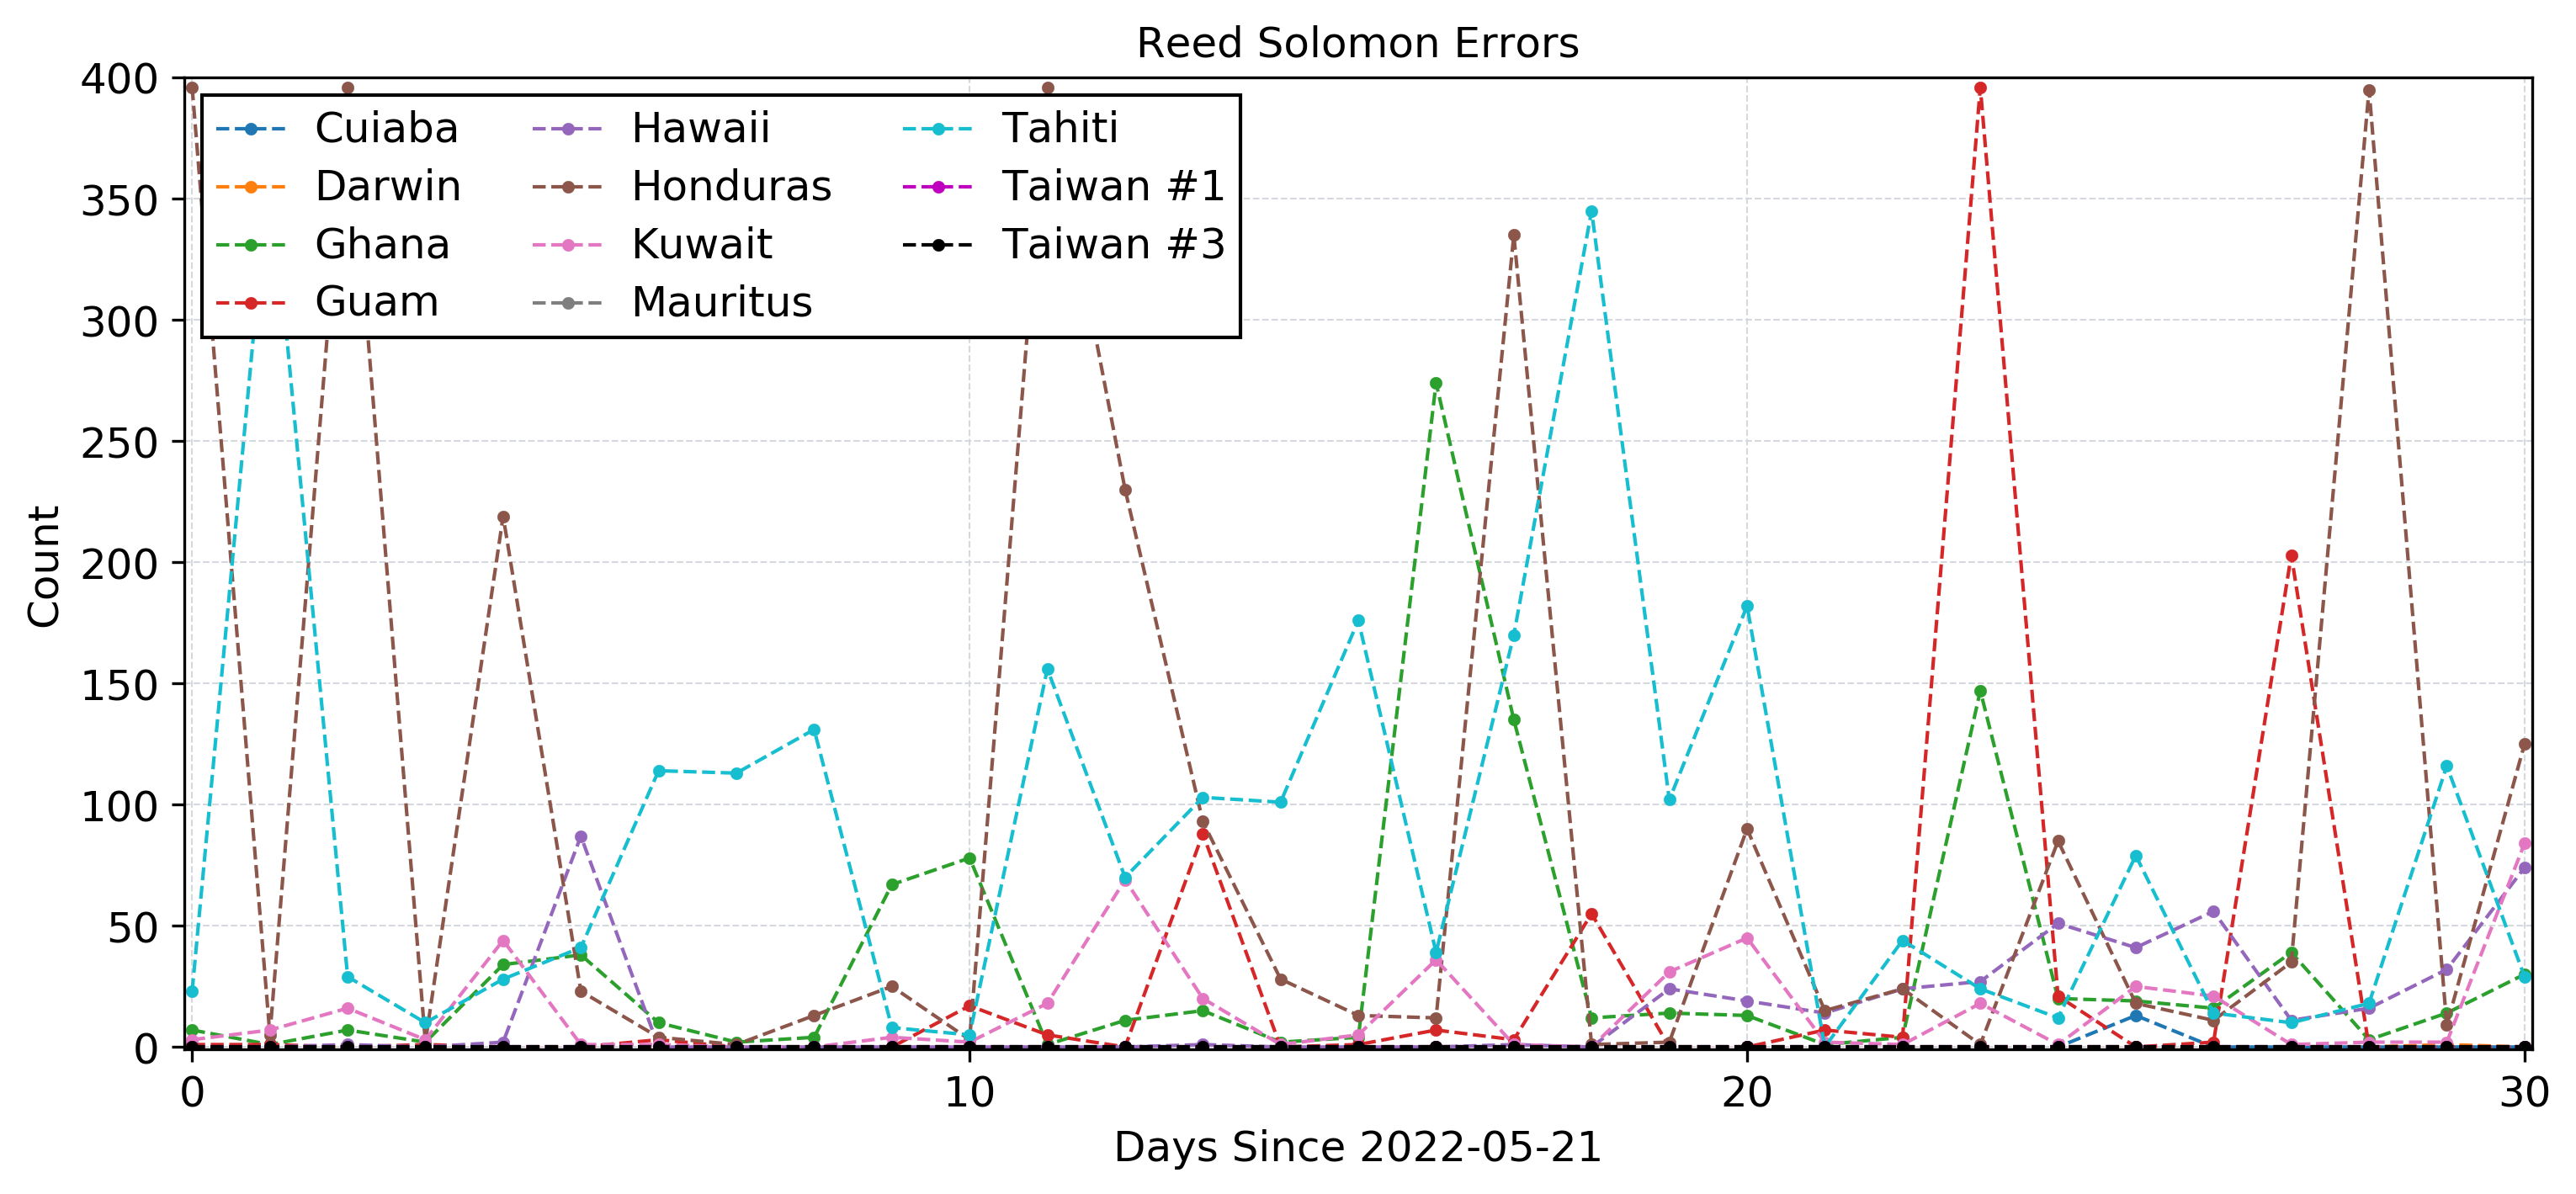 Reed Solomon Errors
400
350
300
250
200
150
100
50
0
Count
Cuiaba
Darwin
Ghana
Guam
Hawaii
Honduras
Kuwait
Mauritus
Tahiti
Taiwan #1
Taiwan #3
0 10 20 30
Days Since 2022-05-21